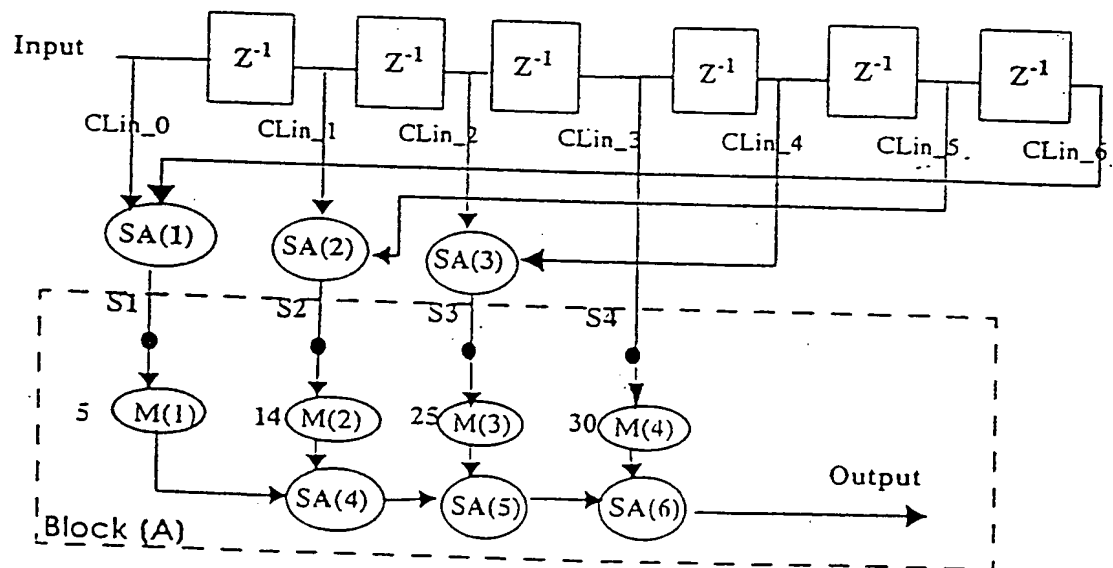 Input
Z⁻¹ Z⁻¹ Z⁻¹ Z⁻¹ Z⁻¹ Z⁻¹
CLin_0 CLin_1 CLin_2 CLin_3 CLin_4 CLin_5 CLin_6
SA(1) SA(2) SA(3)
S1 S2 S3 S4
5 M(1) 14 M(2) 25 M(3) 30 M(4)
Output
SA(4) SA(5) SA(6)
Block (A)